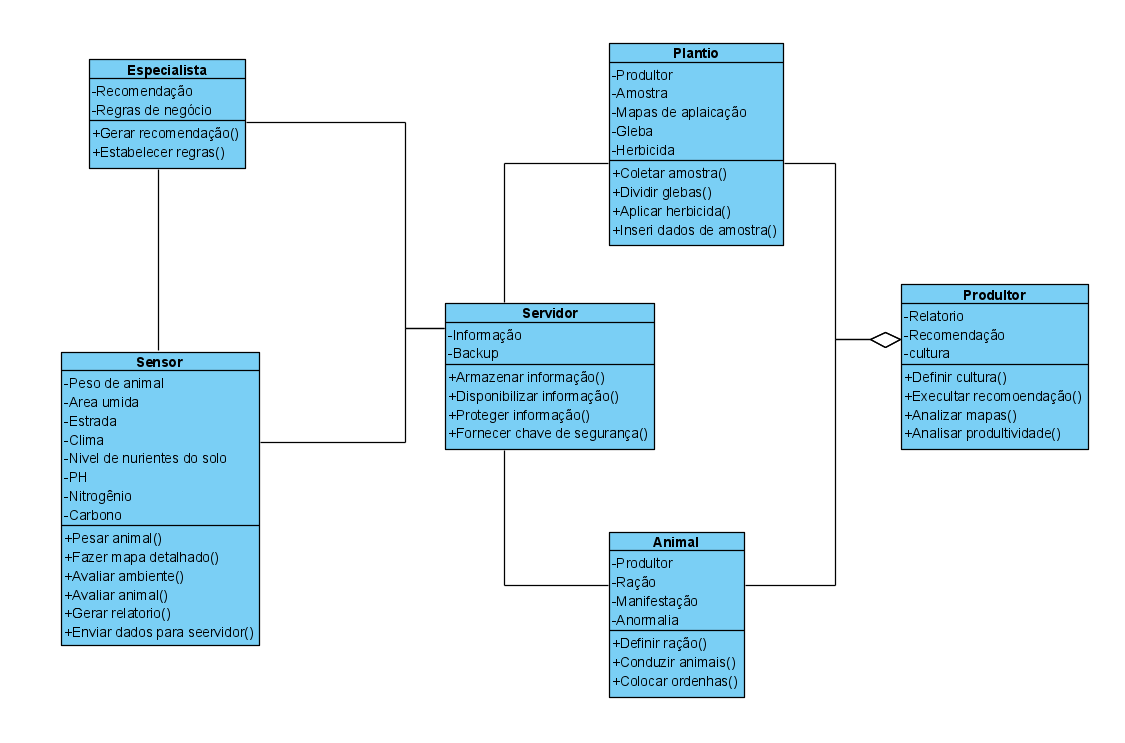 Especialista
-Recomendação
-Regras de negócio
+Gerar recomendação()
+Estabelecer regras()
Plantio
-Produltor
-Amostra
-Mapas de aplaicação
-Gleba
-Herbicida
+Coletar amostra()
+Dividir glebas()
+Aplicar herbicida()
+Inseri dados de amostra()
Servidor
-Informação
-Backup
+Armazenar informação()
+Disponibilizar informação()
+Proteger informação()
+Fornecer chave de segurança()
Produltor
-Relatorio
-Recomendação
-cultura
+Definir cultura()
+Execultar recomoendação()
+Analizar mapas()
+Analisar produltividade()
Sensor
-Peso de animal
-Area umida
-Estrada
-Clima
-Nivel de nurientes do solo
-PH
-Nitrogênio
-Carbono
+Pesar animal()
+Fazer mapa detalhado()
+Avaliar ambiente()
+Avaliar animal()
+Gerar relatorio()
+Enviar dados para seervidor()
Animal
-Produltor
-Ração
-Manifestação
-Anormalia
+Definir ração()
+Conduzir animais()
+Colocar ordenhas()